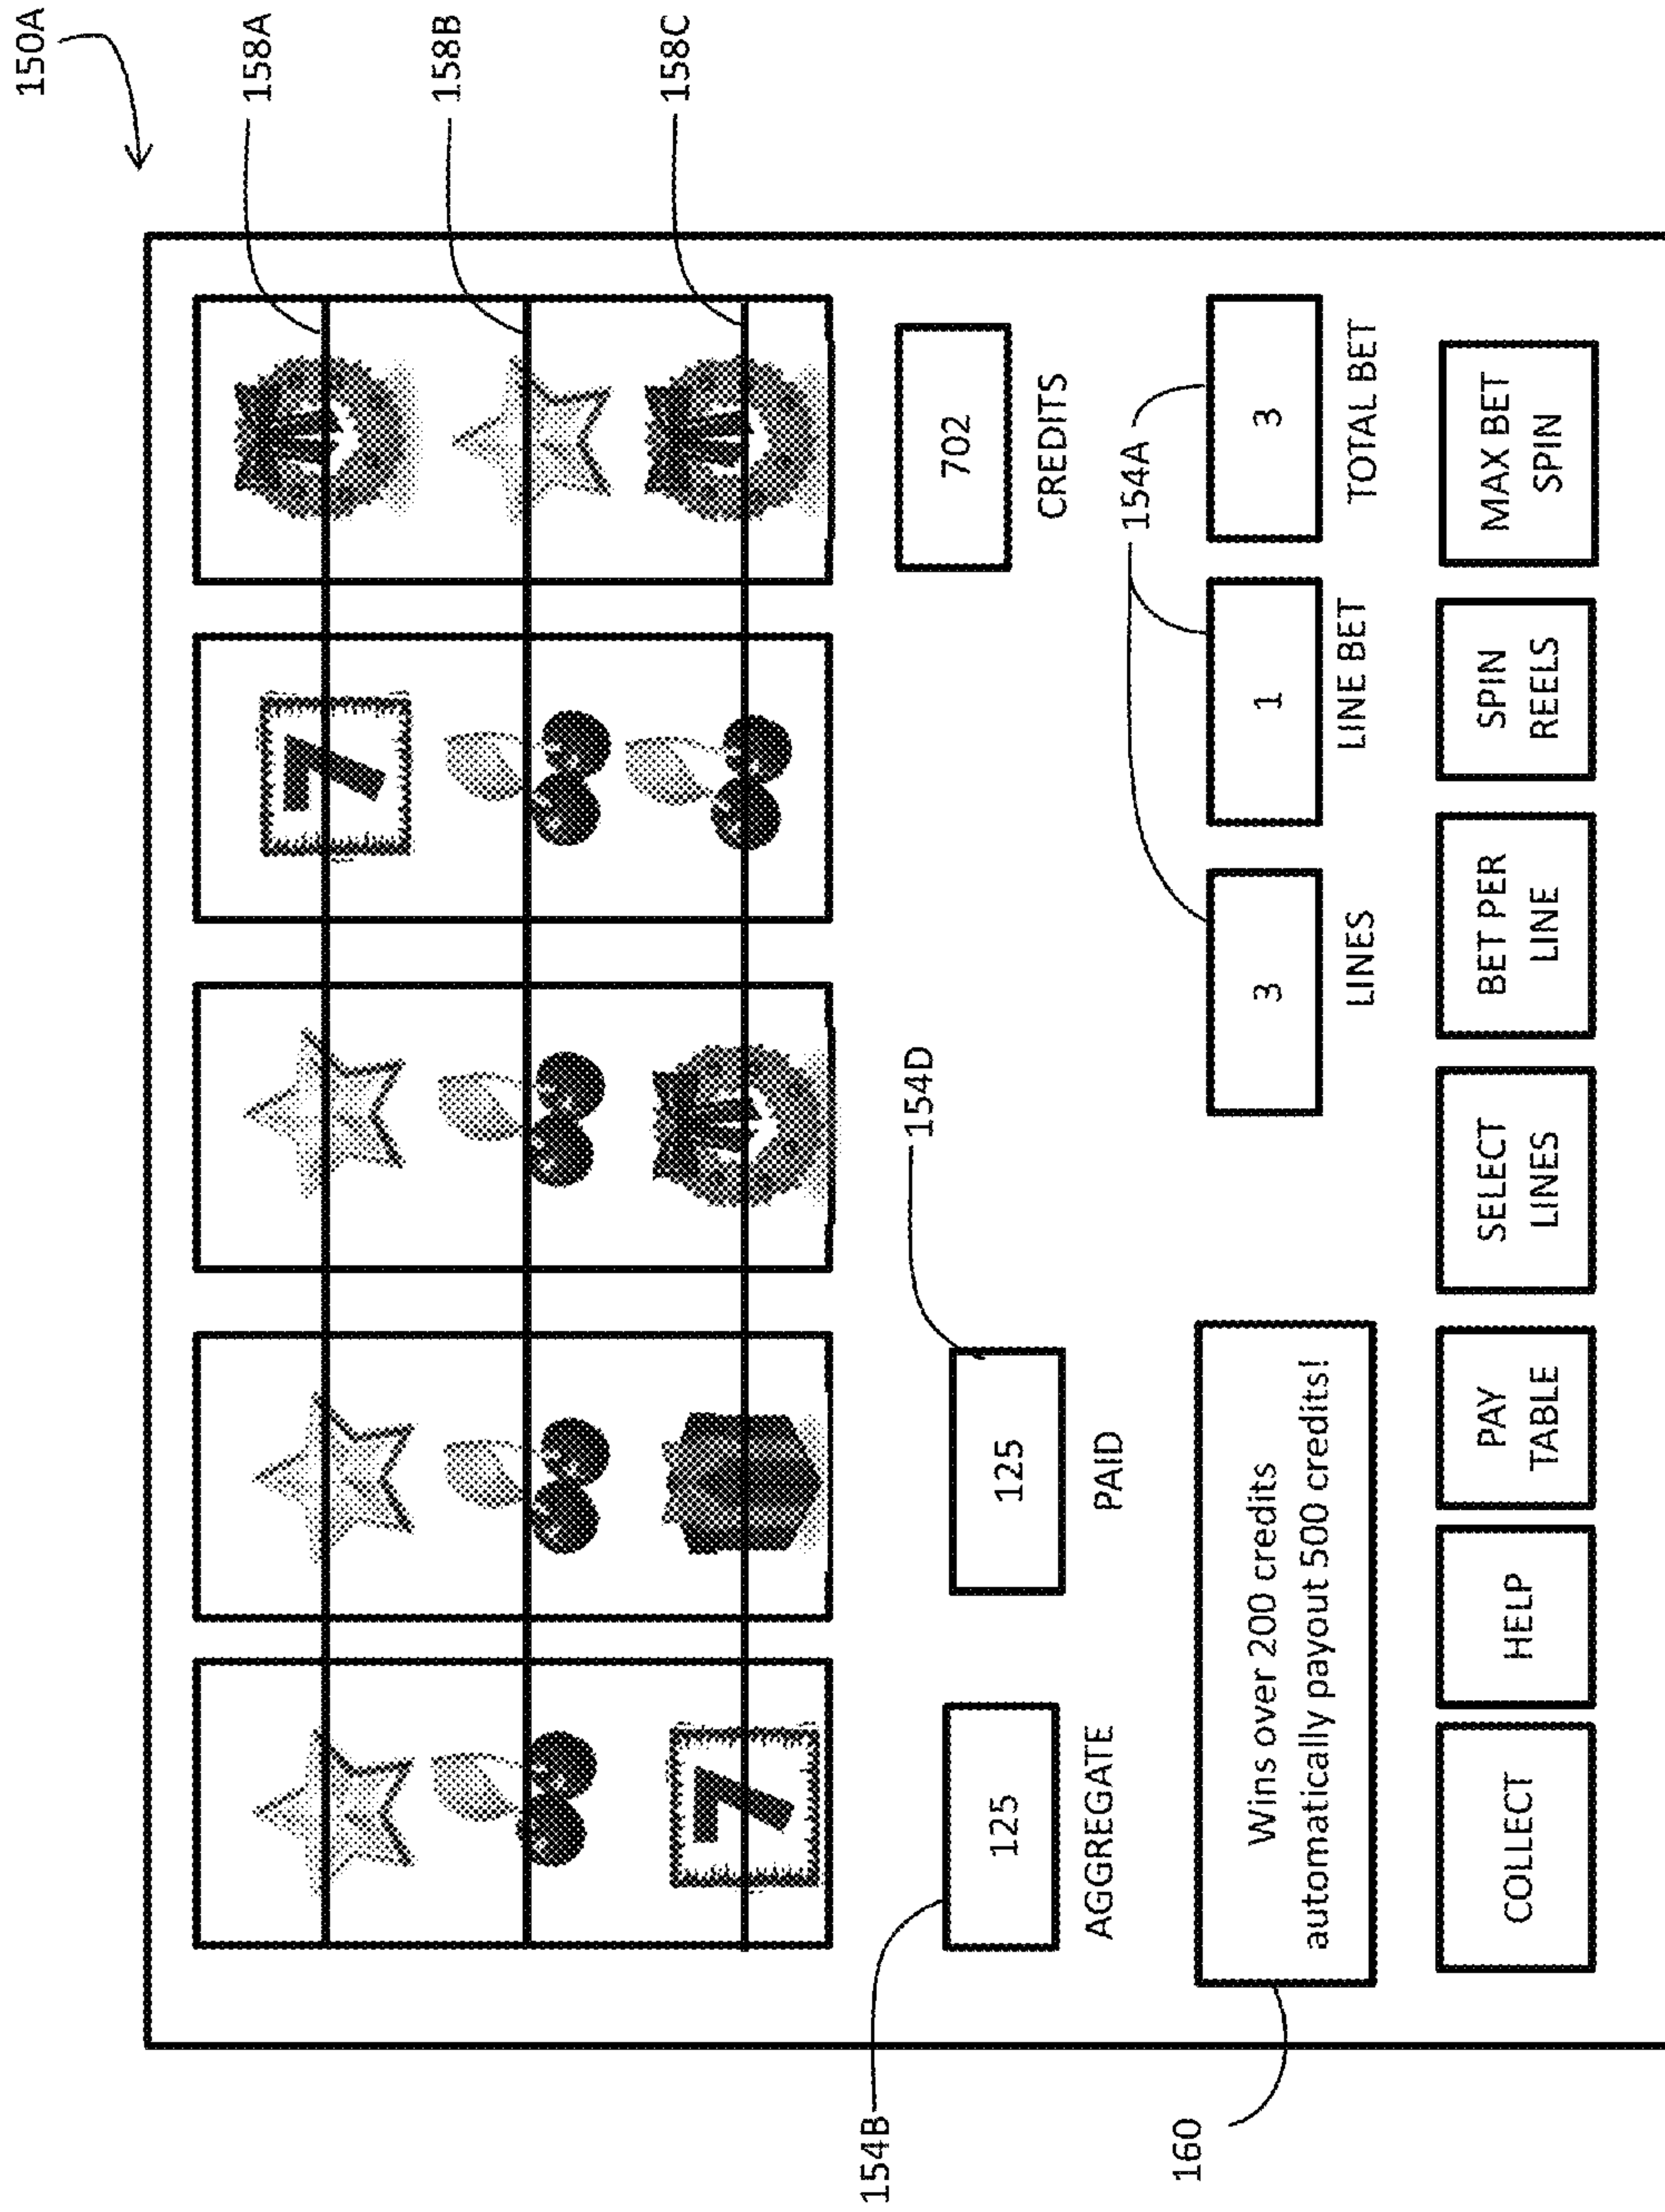 150A
158A
158B
158C
7
7
154B
125
AGGREGATE
125
PAID
154D
702
CREDITS
154A
3
LINES
1
LINE BET
3
TOTAL BET
160
Wins over 200 credits
automatically payout 500 credits!
COLLECT
HELP
PAY
TABLE
SELECT
LINES
BET PER
LINE
SPIN
REELS
MAX BET
SPIN